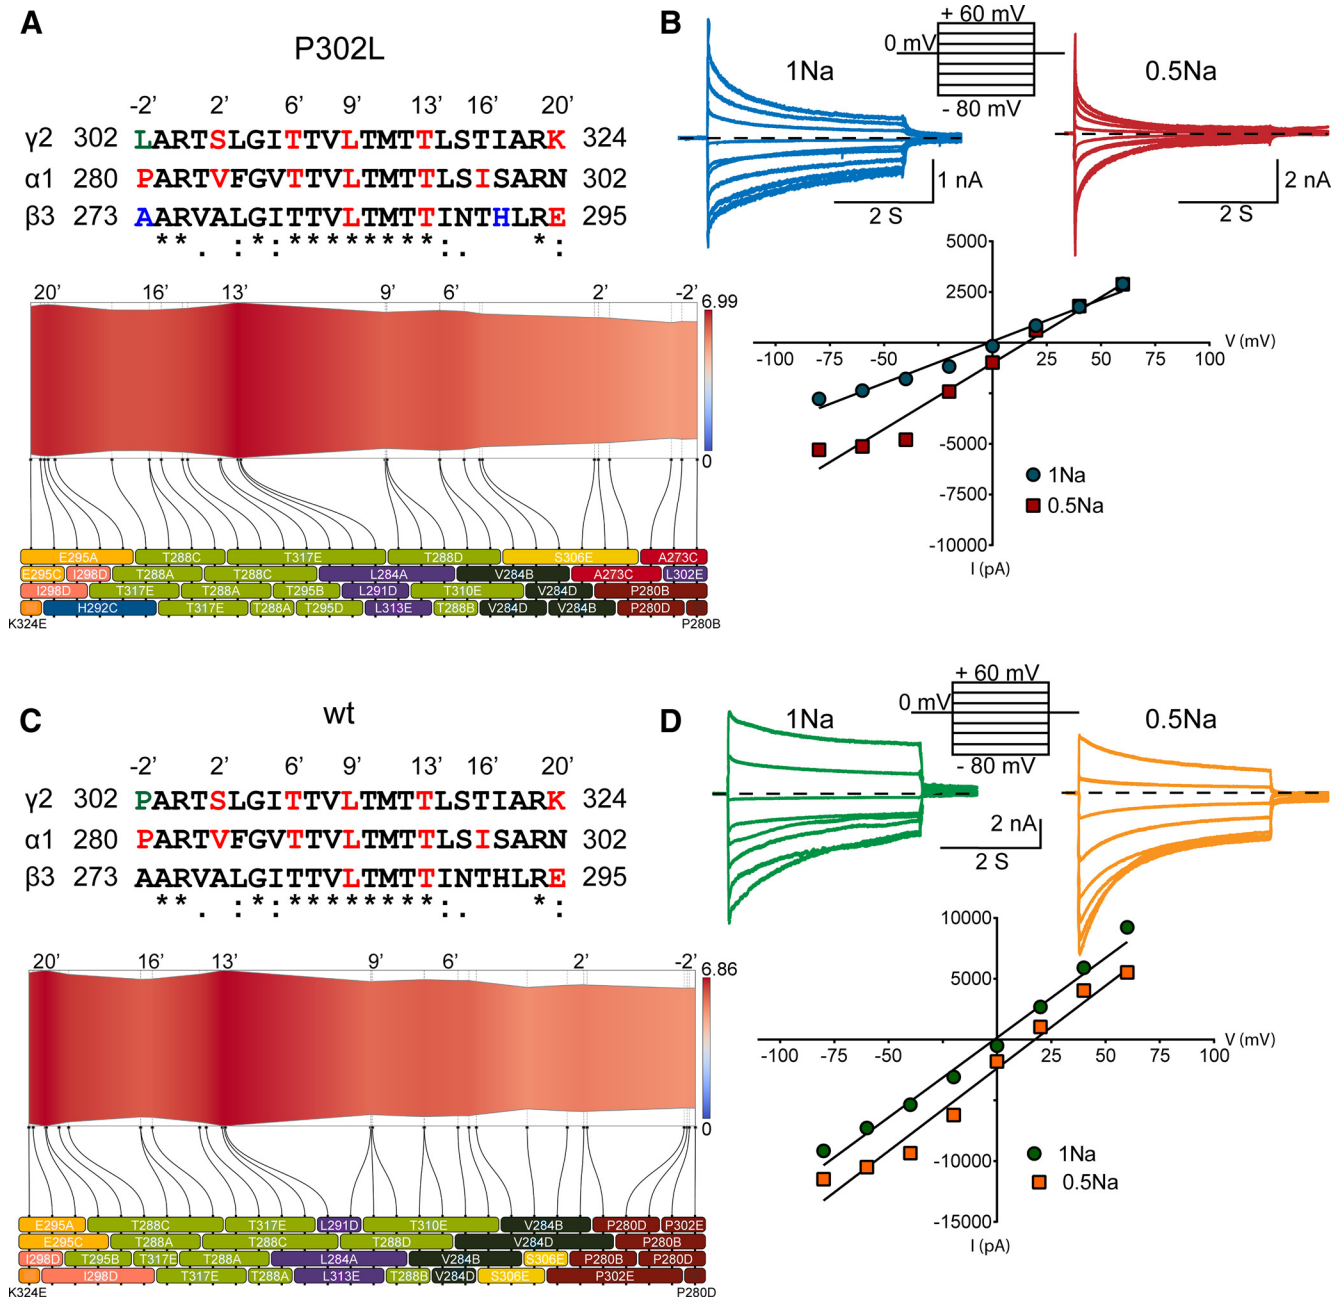 A
P302L
-2’ 2’ 6’ 9’ 13’ 16’ 20’
γ2 302 LARTSLGITTVLTMTTLSTIARK 324
α1 280 PARTVFGVTTVLTMTTLSISARN 302
β3 273 AARVALGITTVLTMTTINTHLRE 295
** . : * : ******** : . * :
20’ 16’ 13’ 9’ 6’ 2’ -2’
6.99
0
E295A T288C T317E T288D S306E A273C
E295C I298D T288A T288C L284A V284B A273C L302E
I298D T317E T288A T295B L291D T310E V284D P280B
H292C T317E T288A T295D L313E T288B V284D V284B P280D
K324E P280B
B
+ 60 mV
0 mV
- 80 mV
1Na 0.5Na
1 nA
2 S
2 nA
2 S
5000
2500
-100 -75 -50 25 50 75 100 V (mV)
-5000
-7500
-10000
I (pA)
1Na
0.5Na
C
wt
-2’ 2’ 6’ 9’ 13’ 16’ 20’
γ2 302 PARTSLGITTVLTMTTLSTIARK 324
α1 280 PARTVFGVTTVLTMTTLSISARN 302
β3 273 AARVALGITTVLTMTTINTHLRE 295
** . : * : ******** : . * :
20’ 16’ 13’ 9’ 6’ 2’ -2’
6.86
0
E295A T288C T317E L291D T310E V284B P280D P302E
E295C T288A T288C T288D V284D P280B
I298D T295B T317E T288A L284A V284B S306E P280B P280D
I298D T317E T288A L313E T288B V284D S306E P302E
K324E P280D
D
+ 60 mV
0 mV
- 80 mV
1Na 0.5Na
2 nA
2 S
10000
5000
-100 -75 -50 25 50 75 100 V (mV)
-10000
-15000
I (pA)
1Na
0.5Na